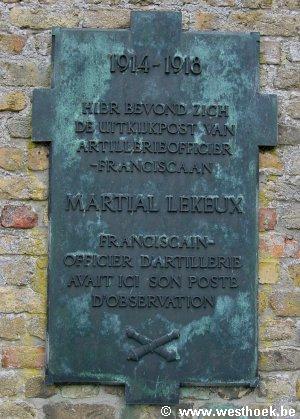 1914-1918
HIER BEVOND ZICH
DE UITKIJKPOST VAN
ARTILLERIEOFFICIER
-FRANCISCAAN
MARTIAL LEKEUX
FRANCISCAIN-
OFFICIER D'ARTILLERIE
AVAIT ICI SON POSTE
D'OBSERVATION
© www.westhoek.be